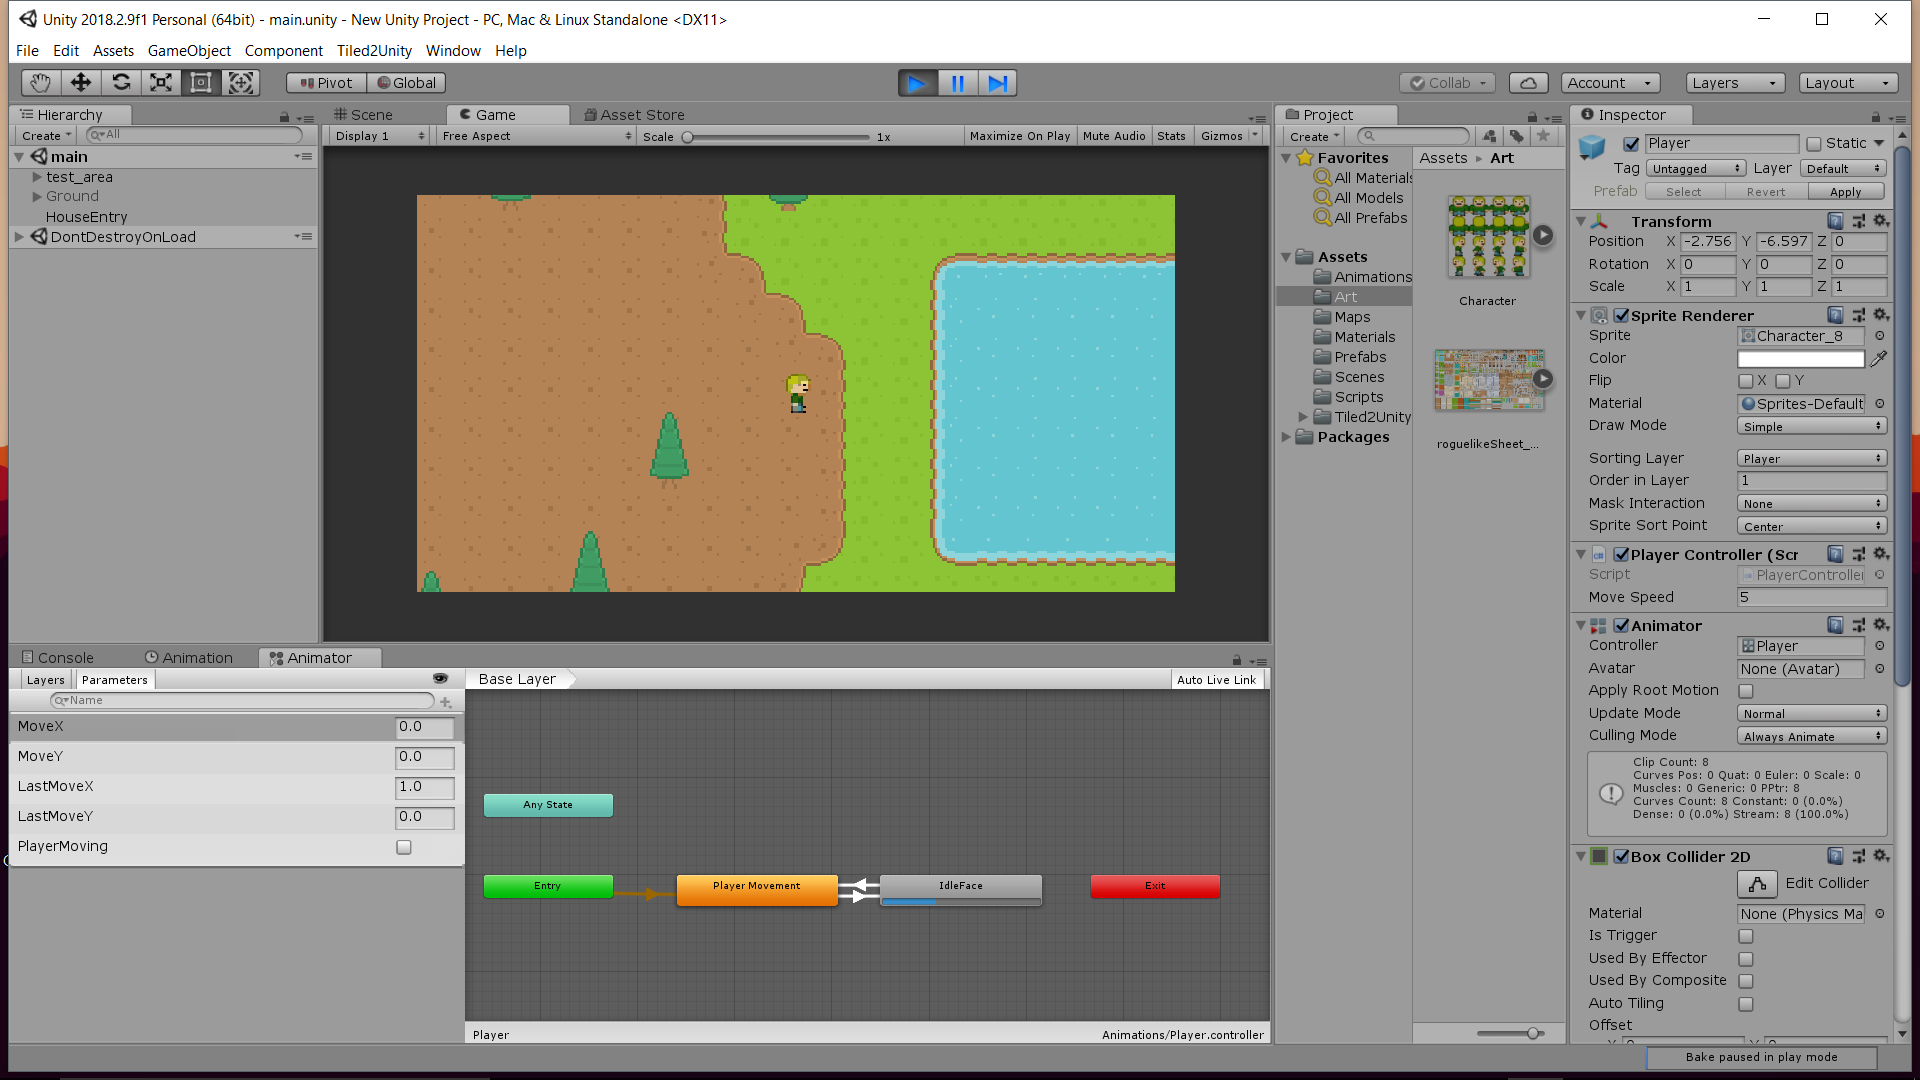 Unity 2018.2.9f1 Personal (64bit) - main.unity - New Unity Project - PC, Mac & Linux Standalone <DX11>
File Edit Assets GameObject Component Tiled2Unity Window Help
Pivot Global
Collab Account Layers Layout
Hierarchy
Create All
main
test_area
Ground
HouseEntry
DontDestroyOnLoad
Scene Game Asset Store
Display 1 Free Aspect Scale 1x Maximize On Play Mute Audio Stats Gizmos
Project
Create
Favorites
All Materials
All Models
All Prefabs
Assets
Animations
Art
Maps
Materials
Prefabs
Scenes
Scripts
Tiled2Unity
Packages
Assets Art
Character
roguelikeSheet_...
Inspector
Player Static
Tag Untagged Layer Default
Prefab Select Revert Apply
Transform
Position X -2.756 Y -6.597 Z 0
Rotation X 0 Y 0 Z 0
Scale X 1 Y 1 Z 1
Sprite Renderer
Sprite Character_8
Color
Flip X Y
Material Sprites-Default
Draw Mode Simple
Sorting Layer Player
Order in Layer 1
Mask Interaction None
Sprite Sort Point Center
Player Controller (Scr
Script PlayerController
Move Speed 5
Animator
Controller Player
Avatar None (Avatar)
Apply Root Motion
Update Mode Normal
Culling Mode Always Animate
Clip Count: 8
Curves Pos: 0 Quat: 0 Euler: 0 Scale: 0
Muscles: 0 Generic: 0 PPtr: 8
Curves Count: 8 Constant: 0 (0.0%)
Dense: 0 (0.0%) Stream: 8 (100.0%)
Box Collider 2D
Edit Collider
Material None (Physics Ma
Is Trigger
Used By Effector
Used By Composite
Auto Tiling
Offset
Console Animation Animator
Layers Parameters
Name
MoveX 0.0
MoveY 0.0
LastMoveX 1.0
LastMoveY 0.0
PlayerMoving
Base Layer Auto Live Link
Any State
Entry Player Movement IdleFace Exit
Player Animations/Player.controller
Bake paused in play mode